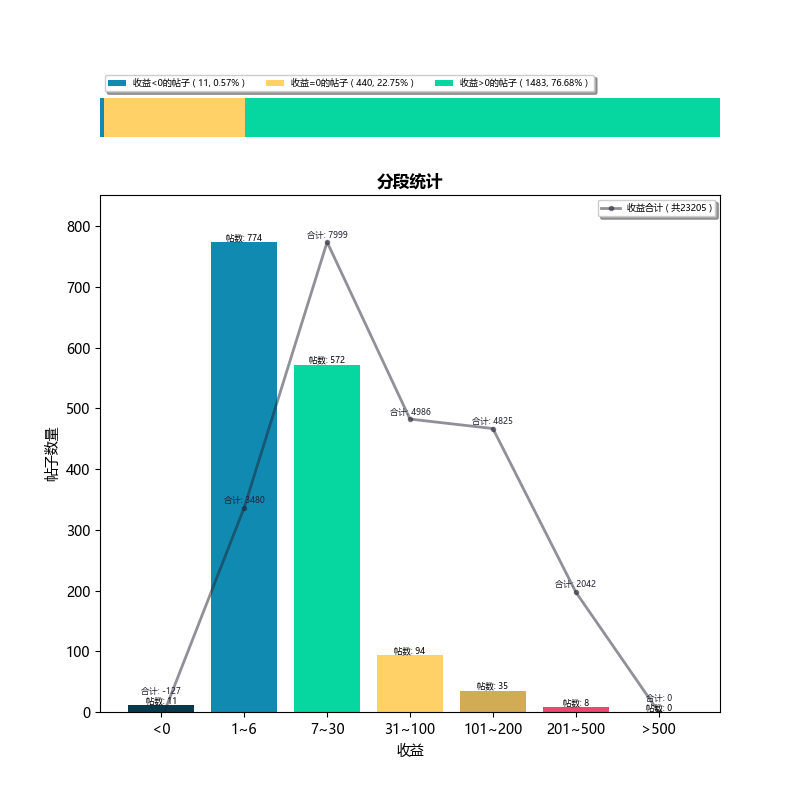 收益<0的帖子 ( 11, 0.57% ) 收益=0的帖子 ( 440, 22.75% ) 收益>0的帖子 ( 1483, 76.68% )
分段统计
收益合计 ( 共23205 )
800
700
600
500
400
300
200
100
0
帖子数量
帖数: 774
合计: 7999
帖数: 572
合计: 4986
合计: 4825
合计: 3480
合计: 2042
帖数: 94
帖数: 35
合计: -127
帖数: 11
帖数: 8
合计: 0
帖数: 0
<0 1~6 7~30 31~100 101~200 201~500 >500
收益